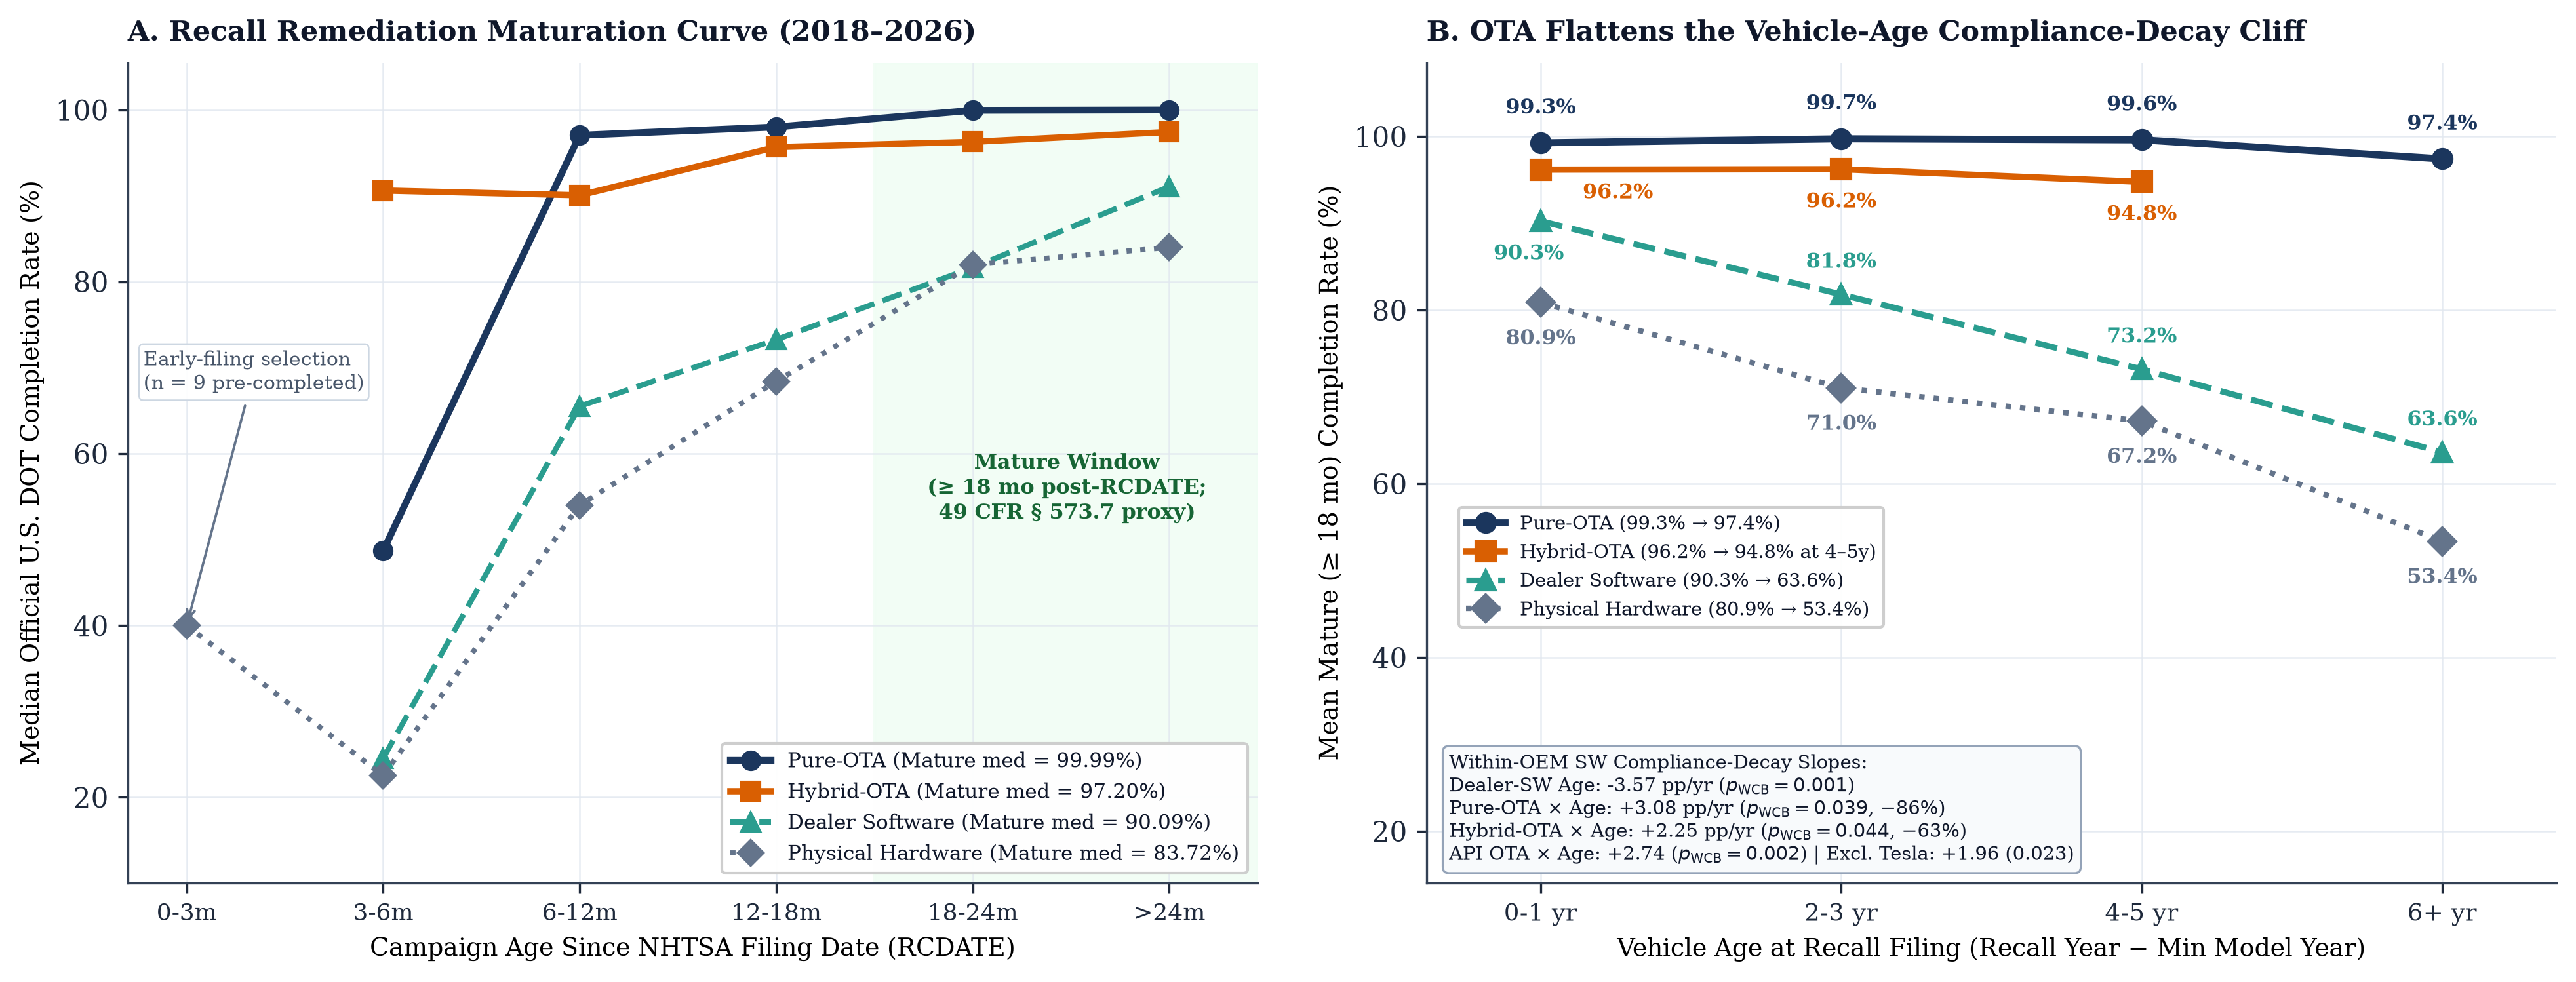 A. Recall Remediation Maturation Curve (2018–2026)
Median Official U.S. DOT Completion Rate (%)
100
80
60
40
20
Early-filing selection
(n = 9 pre-completed)
Mature Window
(≥ 18 mo post-RCDATE;
49 CFR § 573.7 proxy)
Pure-OTA (Mature med = 99.99%)
Hybrid-OTA (Mature med = 97.20%)
Dealer Software (Mature med = 90.09%)
Physical Hardware (Mature med = 83.72%)
0-3m 3-6m 6-12m 12-18m 18-24m >24m
Campaign Age Since NHTSA Filing Date (RCDATE)
B. OTA Flattens the Vehicle-Age Compliance-Decay Cliff
Mean Mature (≥ 18 mo) Completion Rate (%)
100
80
60
40
20
99.3% 99.7% 99.6% 97.4%
96.2% 96.2% 94.8%
90.3% 81.8% 73.2% 63.6%
80.9% 71.0% 67.2% 53.4%
Pure-OTA (99.3% → 97.4%)
Hybrid-OTA (96.2% → 94.8% at 4–5y)
Dealer Software (90.3% → 63.6%)
Physical Hardware (80.9% → 53.4%)
Within-OEM SW Compliance-Decay Slopes:
Dealer-SW Age: -3.57 pp/yr (pWCB = 0.001)
Pure-OTA × Age: +3.08 pp/yr (pWCB = 0.039, −86%)
Hybrid-OTA × Age: +2.25 pp/yr (pWCB = 0.044, −63%)
API OTA × Age: +2.74 (pWCB = 0.002) | Excl. Tesla: +1.96 (0.023)
0-1 yr 2-3 yr 4-5 yr 6+ yr
Vehicle Age at Recall Filing (Recall Year − Min Model Year)